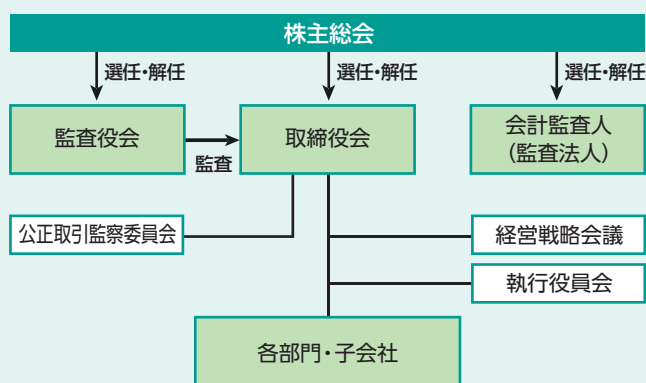 株主総会
選任・解任
選任・解任
選任・解任
監査役会
監査
取締役会
会計監査人
（監査法人）
公正取引監察委員会
経営戦略会議
執行役員会
各部門・子会社